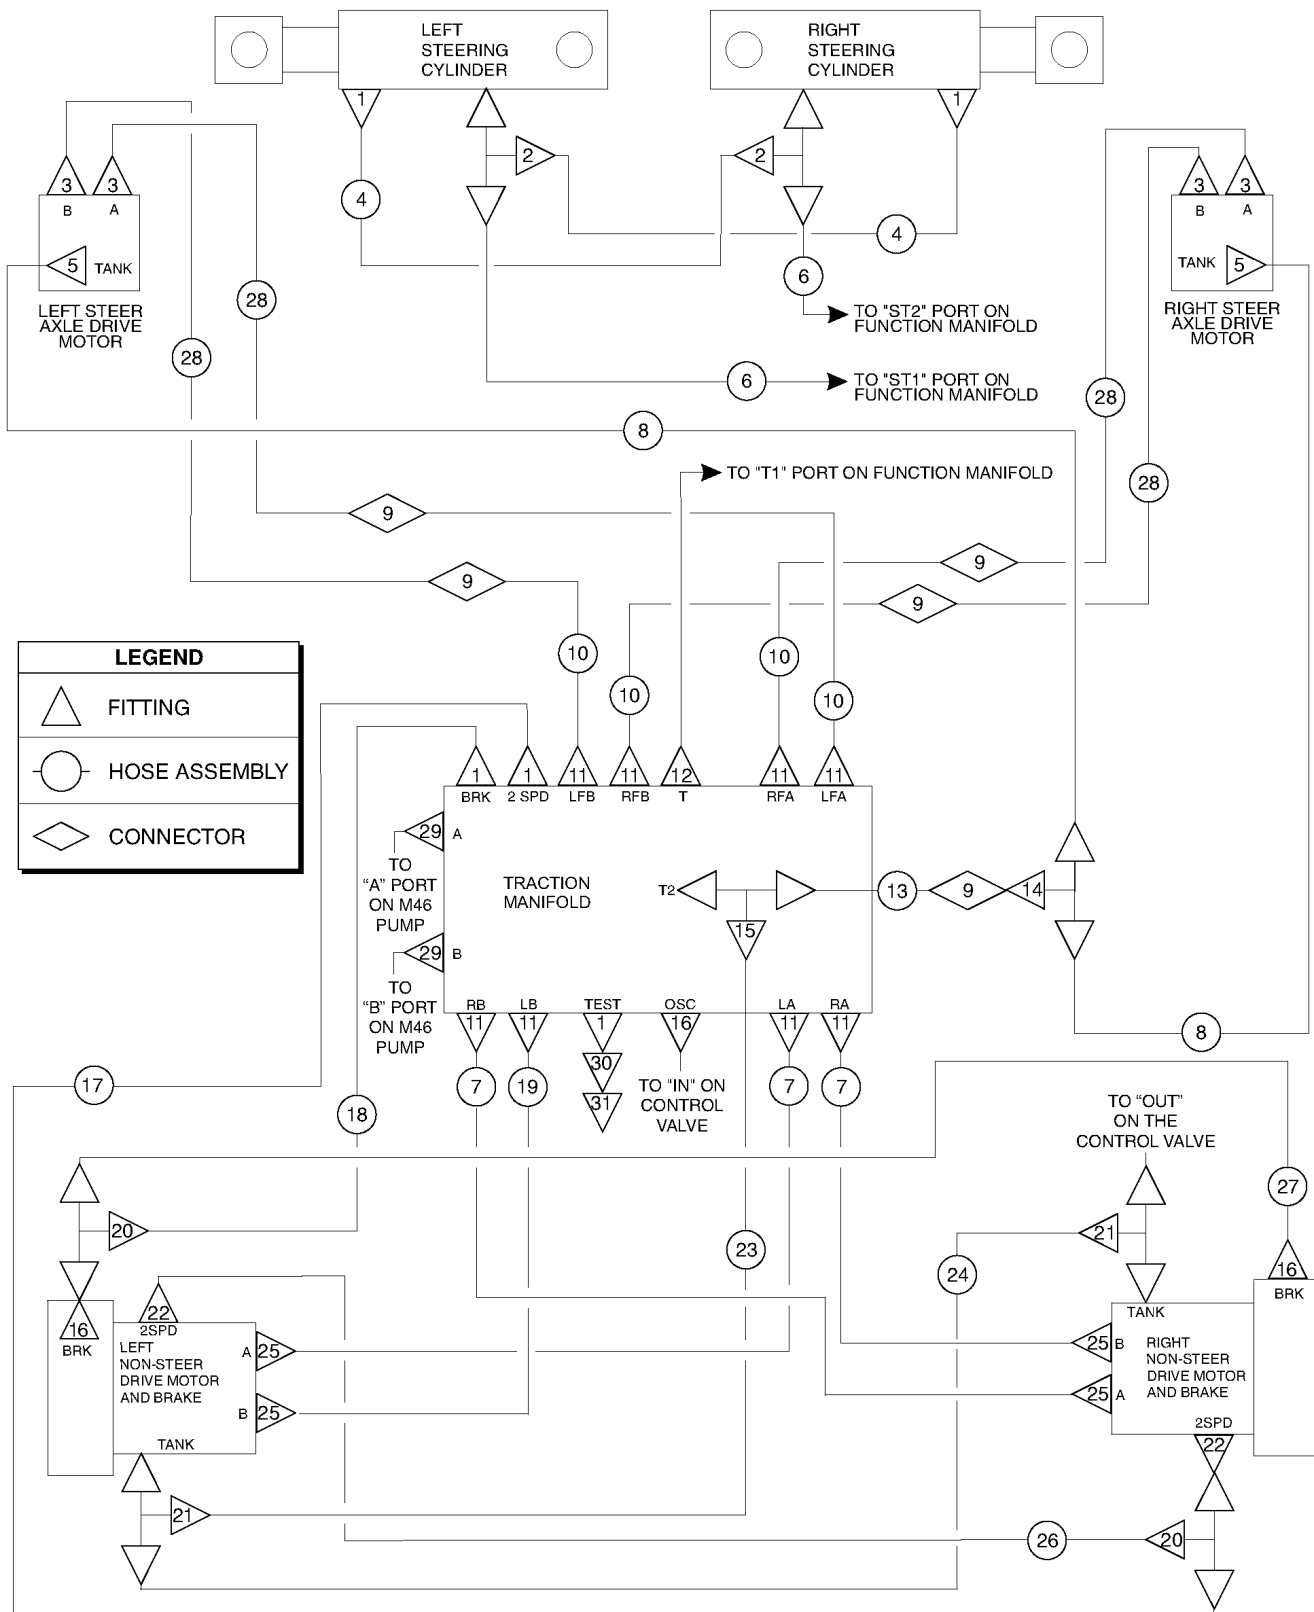 LEFT
STEERING
CYLINDER
RIGHT
STEERING
CYLINDER
1
1
2
2
3
3
B
A
3
3
B
A
4
4
5
TANK
TANK
5
LEFT STEER
AXLE DRIVE
MOTOR
RIGHT STEER
AXLE DRIVE
MOTOR
6
TO "ST2" PORT ON
FUNCTION MANIFOLD
28
28
6
TO "ST1" PORT ON
FUNCTION MANIFOLD
28
8
TO "T1" PORT ON FUNCTION MANIFOLD
28
9
9
9
9
LEGEND
FITTING
HOSE ASSEMBLY
CONNECTOR
10
10
10
10
1
1
11
11
12
11
11
BRK
2 SPD
LFB
RFB
T
RFA
LFA
29
A
TO
“A” PORT
ON M46
PUMP
TRACTION
MANIFOLD
T2
13
9
14
15
29
B
TO
“B” PORT
ON M46
PUMP
RB
LB
TEST
OSC
LA
RA
11
11
1
16
11
11
30
31
8
17
7
19
7
7
18
TO "IN" ON
CONTROL
VALVE
TO “OUT”
ON THE
CONTROL VALVE
27
20
21
23
24
16
BRK
22
2SPD
LEFT
NON-STEER
DRIVE MOTOR
AND BRAKE
A
25
B
25
TANK
16
BRK
TANK
25
B
RIGHT
NON-STEER
DRIVE MOTOR
AND BRAKE
25
A
2SPD
22
21
26
20